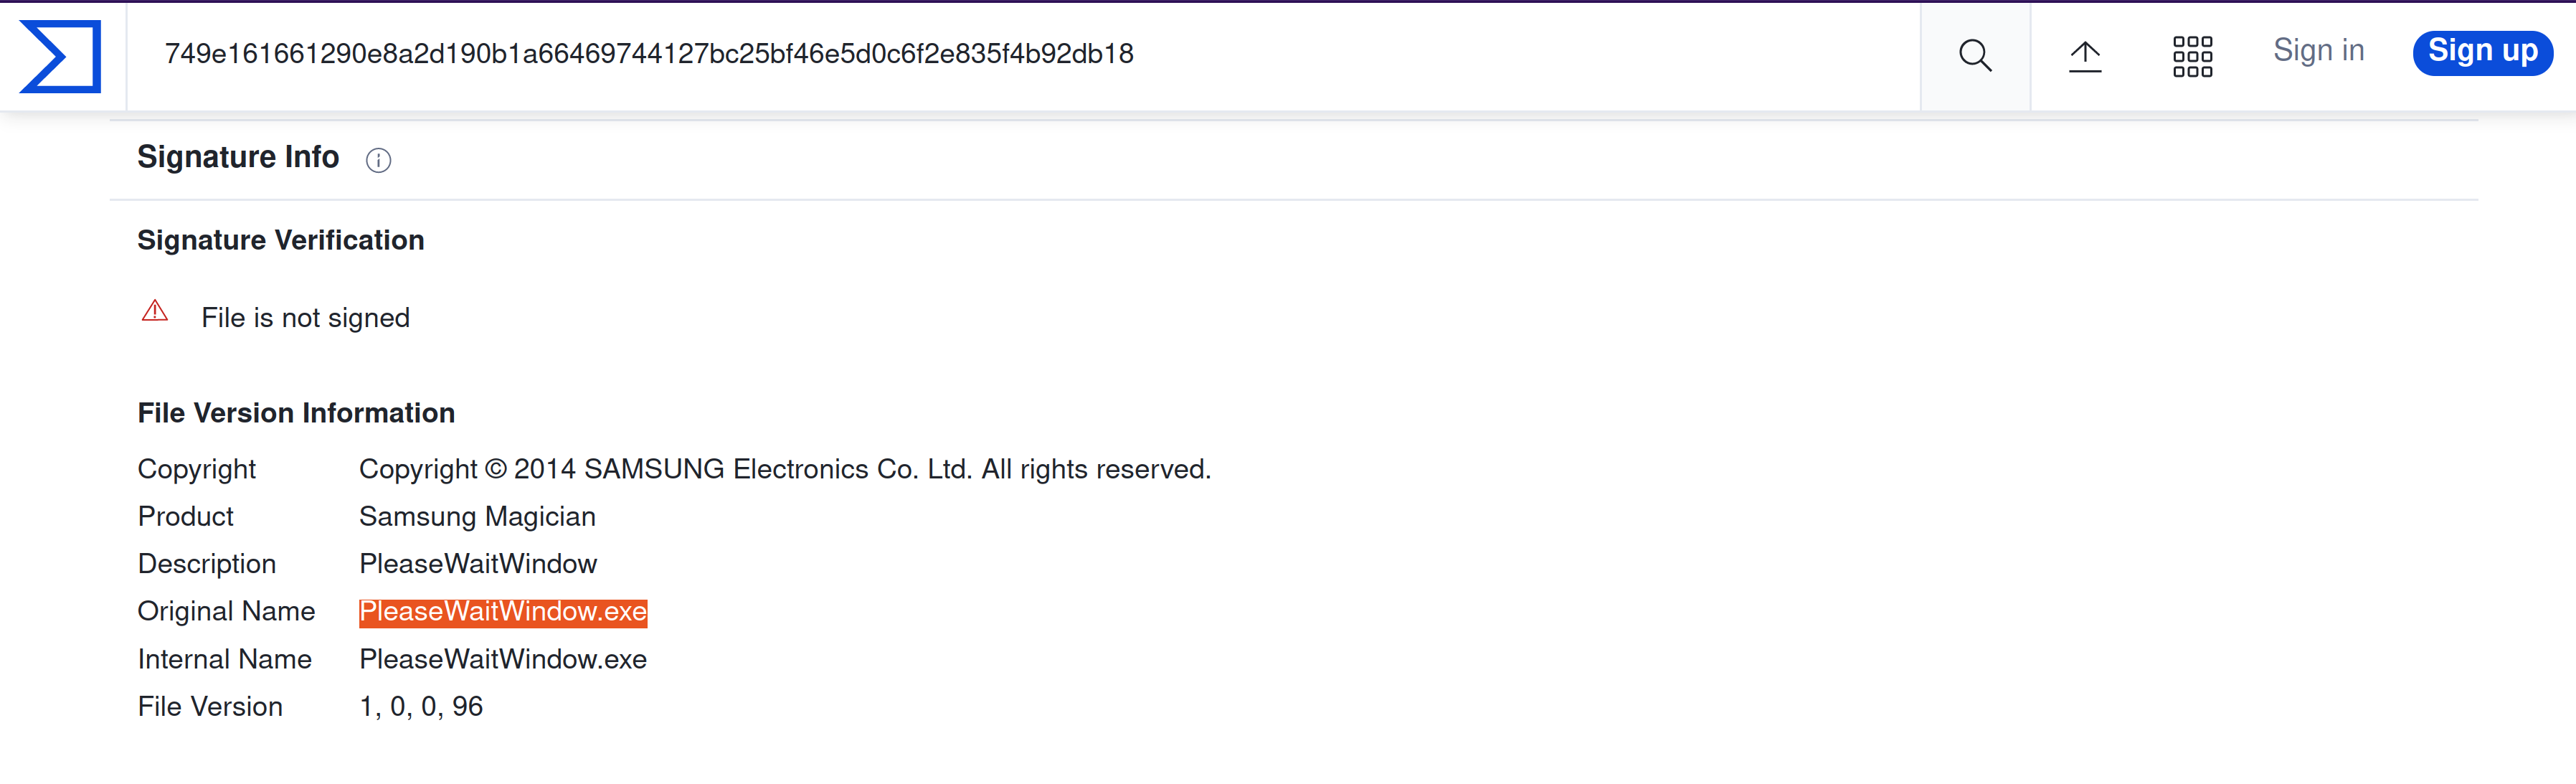 749e161661290e8a2d190b1a66469744127bc25bf46e5d0c6f2e835f4b92db18
Sign in
Sign up
Signature Info
Signature Verification
File is not signed
File Version Information
Copyright Copyright © 2014 SAMSUNG Electronics Co. Ltd. All rights reserved.
Product Samsung Magician
Description PleaseWaitWindow
Original Name PleaseWaitWindow.exe
Internal Name PleaseWaitWindow.exe
File Version 1, 0, 0, 96